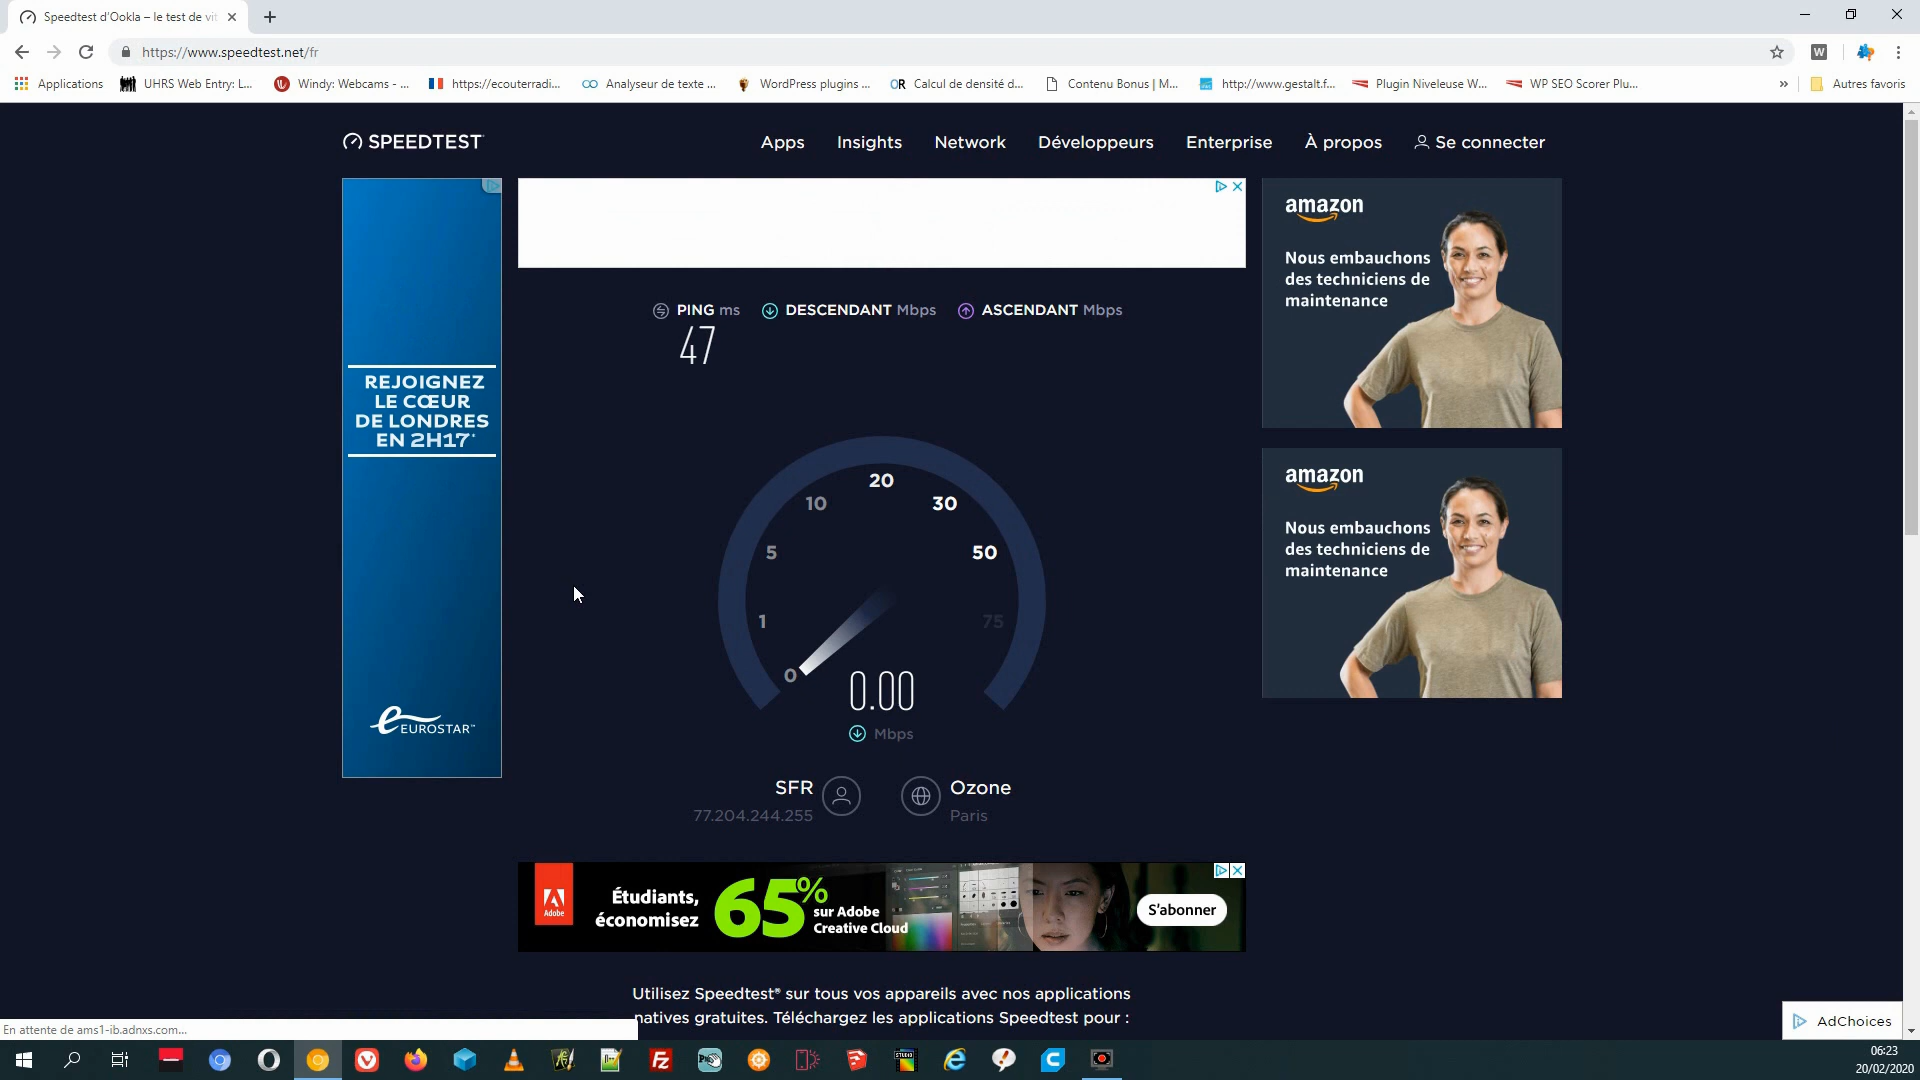 Speedtest d'Ookla – le test de vit
https://www.speedtest.net/fr
W
Applications
UHRS Web Entry: L...
Windy: Webcams - ...
https://ecouterradi...
Analyseur de texte ...
WordPress plugins ...
OR Calcul de densité d...
Contenu Bonus | M...
http://www.gestalt.f...
Plugin Niveleuse W...
WP SEO Scorer Plu...
»
Autres favoris
SPEEDTEST
Apps
Insights
Network
Développeurs
Enterprise
À propos
Se connecter
REJOIGNEZ
LE CŒUR
DE LONDRES
EN 2H17*
EUROSTAR™
PING ms
47
DESCENDANT Mbps
ASCENDANT Mbps
0
1
5
10
20
30
50
75
0.00
Mbps
SFR
77.204.244.255
Ozone
Paris
amazon
Nous embauchons
des techniciens de
maintenance
amazon
Nous embauchons
des techniciens de
maintenance
Adobe
Étudiants,
économisez
65%
sur Adobe
Creative Cloud
S'abonner
Utilisez Speedtest® sur tous vos appareils avec nos applications
natives gratuites. Téléchargez les applications Speedtest pour :
AdChoices
En attente de ams1-ib.adnxs.com...
06:23
20/02/2020